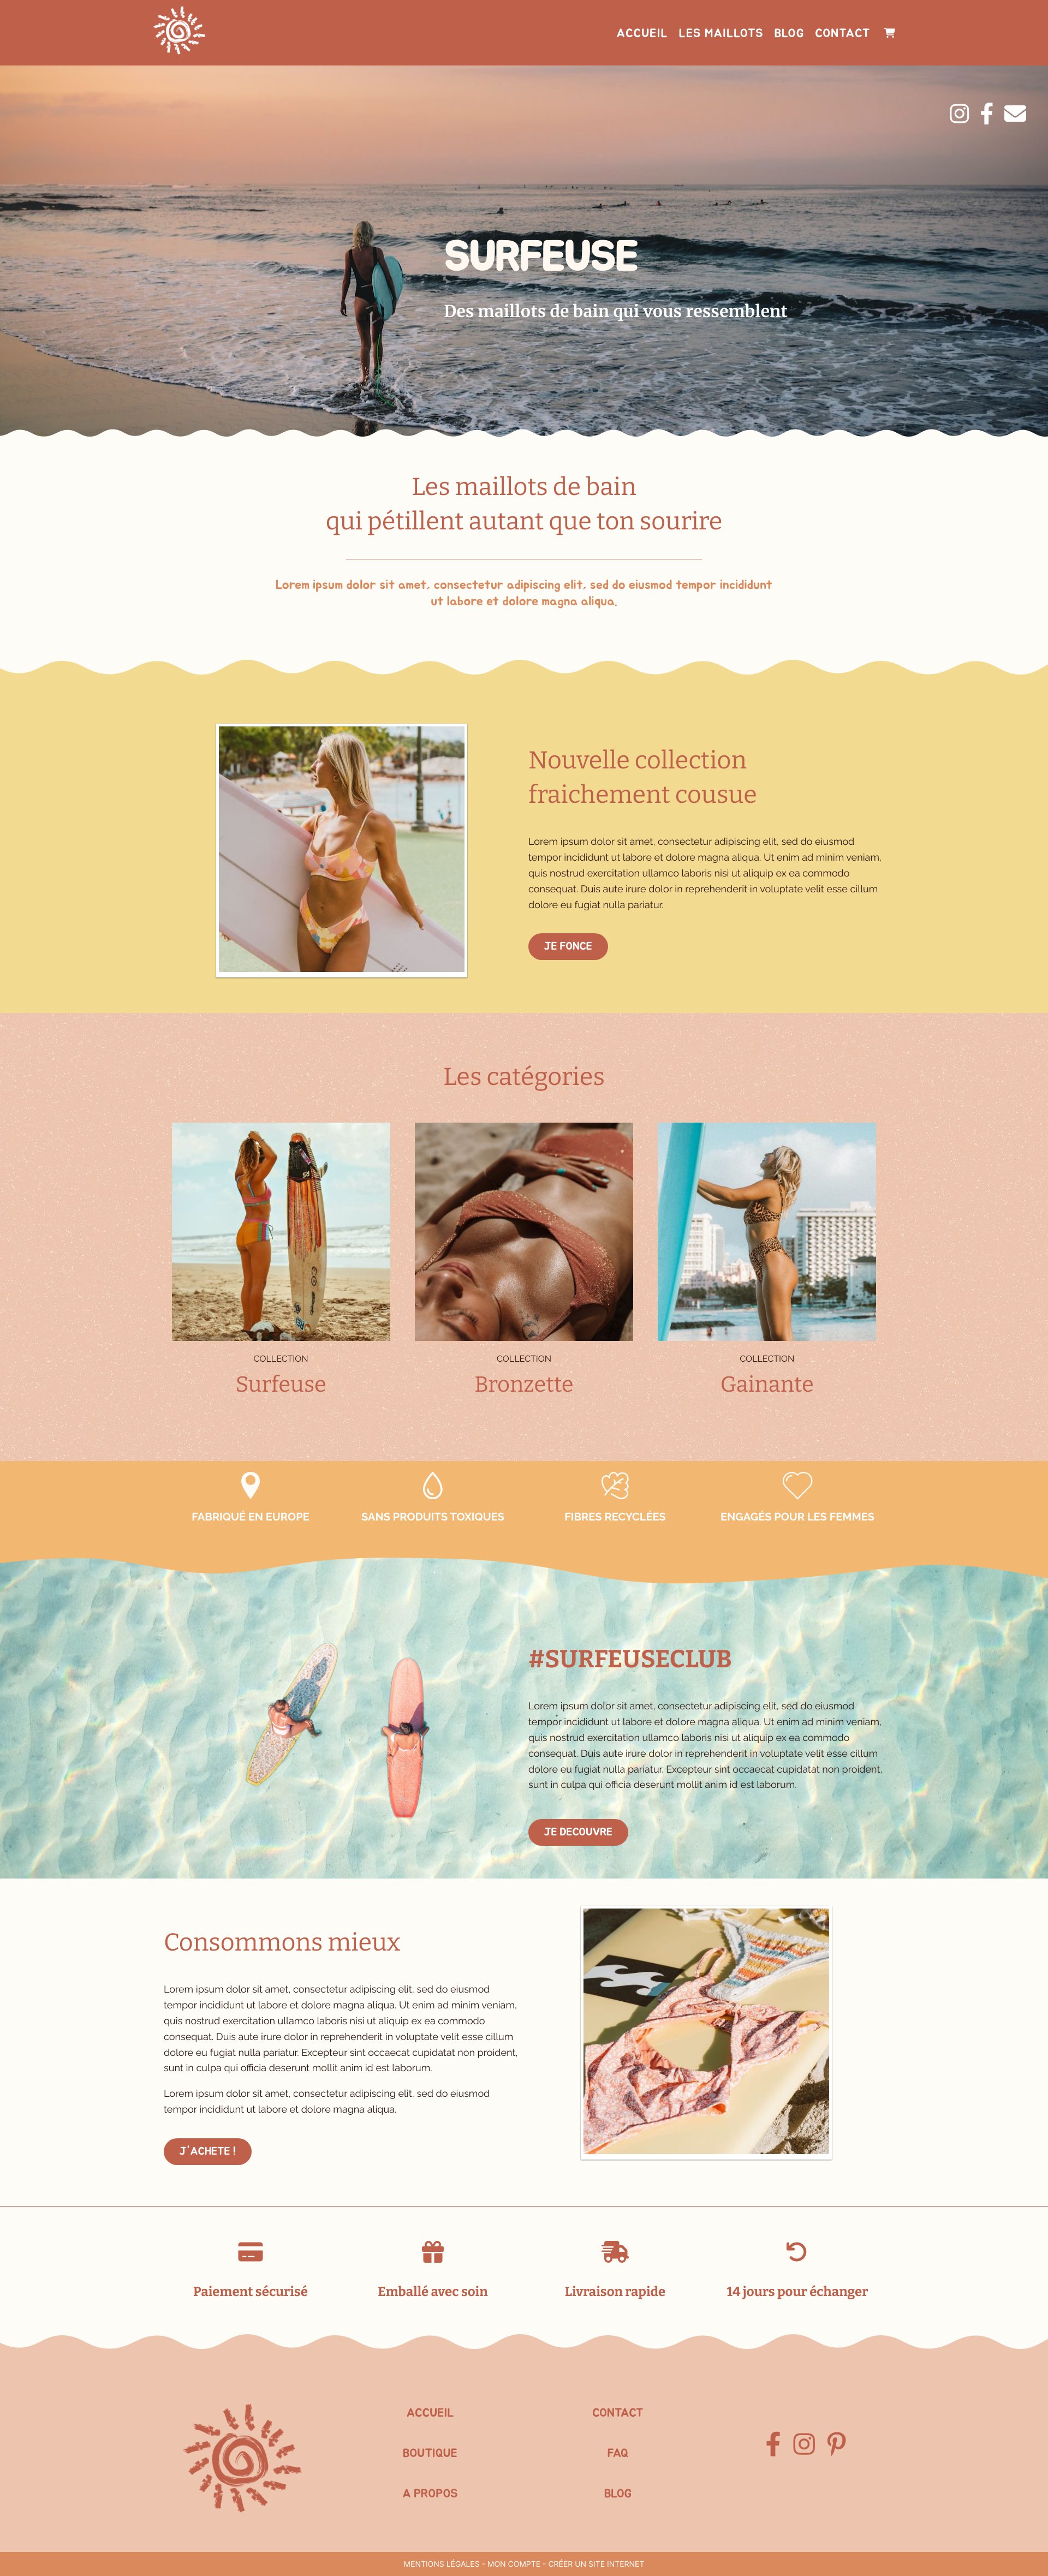 ACCUEIL LES MAILLOTS BLOG CONTACT
SURFEUSE
Des maillots de bain qui vous ressemblent
Les maillots de bain
qui pétillent autant que ton sourire
Lorem ipsum dolor sit amet, consectetur adipiscing elit, sed do eiusmod tempor incididunt
ut labore et dolore magna aliqua.
Nouvelle collection
fraichement cousue
Lorem ipsum dolor sit amet, consectetur adipiscing elit, sed do eiusmod
tempor incididunt ut labore et dolore magna aliqua. Ut enim ad minim veniam,
quis nostrud exercitation ullamco laboris nisi ut aliquip ex ea commodo
consequat. Duis aute irure dolor in reprehenderit in voluptate velit esse cillum
dolore eu fugiat nulla pariatur.
JE FONCE
Les catégories
COLLECTION
Surfeuse
COLLECTION
Bronzette
COLLECTION
Gainante
FABRIQUÉ EN EUROPE
SANS PRODUITS TOXIQUES
FIBRES RECYCLÉES
ENGAGÉS POUR LES FEMMES
#SURFEUSECLUB
Lorem ipsum dolor sit amet, consectetur adipiscing elit, sed do eiusmod
tempor incididunt ut labore et dolore magna aliqua. Ut enim ad minim veniam,
quis nostrud exercitation ullamco laboris nisi ut aliquip ex ea commodo
consequat. Duis aute irure dolor in reprehenderit in voluptate velit esse cillum
dolore eu fugiat nulla pariatur. Excepteur sint occaecat cupidatat non proident,
sunt in culpa qui officia deserunt mollit anim id est laborum.
JE DECOUVRE
Consommons mieux
Lorem ipsum dolor sit amet, consectetur adipiscing elit, sed do eiusmod
tempor incididunt ut labore et dolore magna aliqua. Ut enim ad minim veniam,
quis nostrud exercitation ullamco laboris nisi ut aliquip ex ea commodo
consequat. Duis aute irure dolor in reprehenderit in voluptate velit esse cillum
dolore eu fugiat nulla pariatur. Excepteur sint occaecat cupidatat non proident,
sunt in culpa qui officia deserunt mollit anim id est laborum.
Lorem ipsum dolor sit amet, consectetur adipiscing elit, sed do eiusmod
tempor incididunt ut labore et dolore magna aliqua.
J'ACHETE !
Paiement sécurisé
Emballé avec soin
Livraison rapide
14 jours pour échanger
ACCUEIL
BOUTIQUE
A PROPOS
CONTACT
FAQ
BLOG
MENTIONS LÉGALES - MON COMPTE - CRÉER UN SITE INTERNET